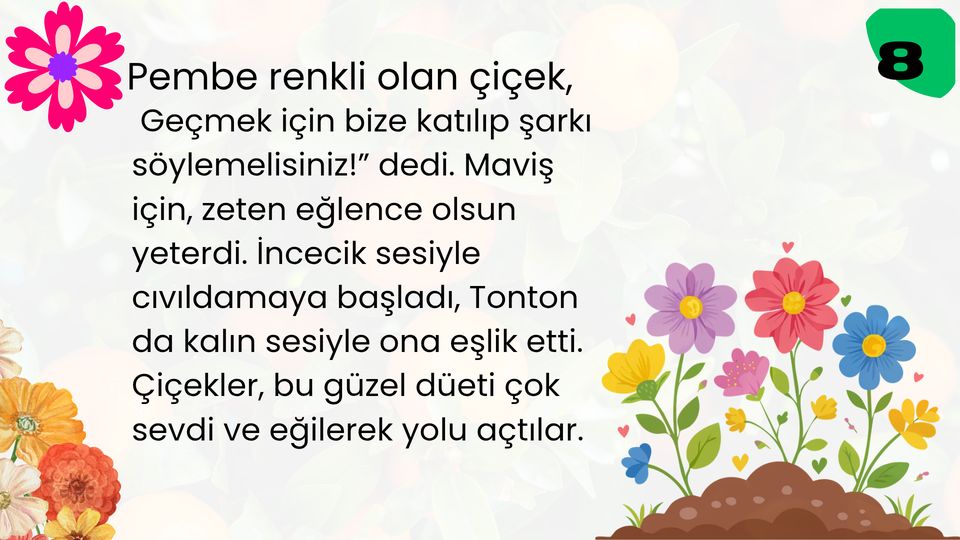 8
Pembe renkli olan çiçek,
Geçmek için bize katılıp şarkı
söylemelisiniz!” dedi. Maviş
için, zeten eğlence olsun
yeterdi. İncecik sesiyle
cıvıldamaya başladı, Tonton
da kalın sesiyle ona eşlik etti.
Çiçekler, bu güzel düeti çok
sevdi ve eğilerek yolu açtılar.